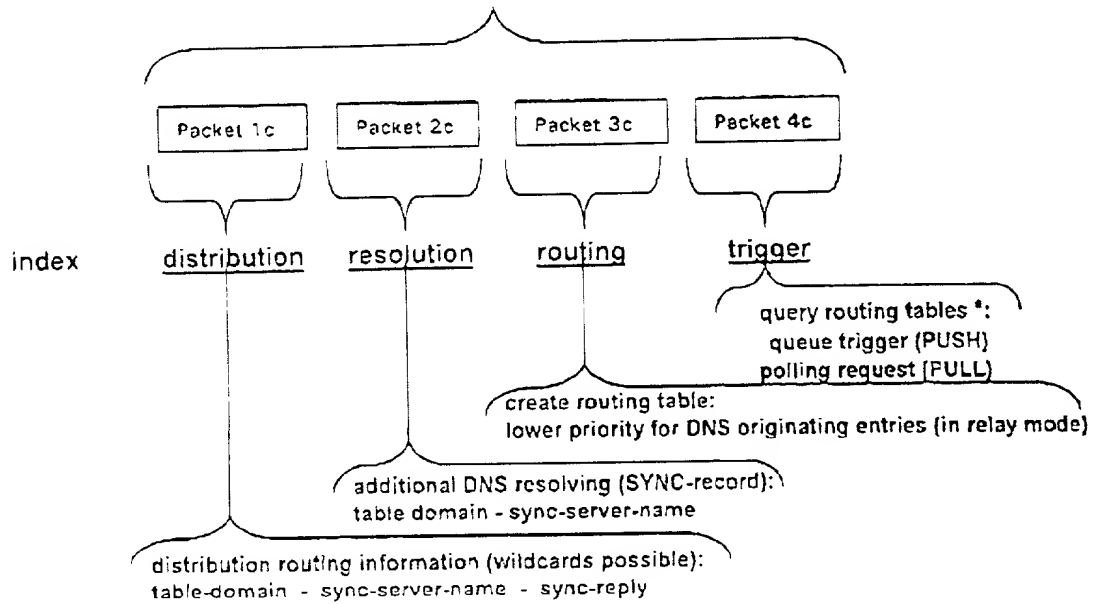 Packet 1c Packet 2c Packet 3c Packet 4c
index distribution resolution routing trigger
query routing tables *:
queue trigger (PUSH)
polling request (PULL)
create routing table:
lower priority for DNS originating entries (in relay mode)
additional DNS resolving (SYNC-record):
table domain - sync-server-name
distribution routing information (wildcards possible):
table-domain - sync-server-name - sync-reply